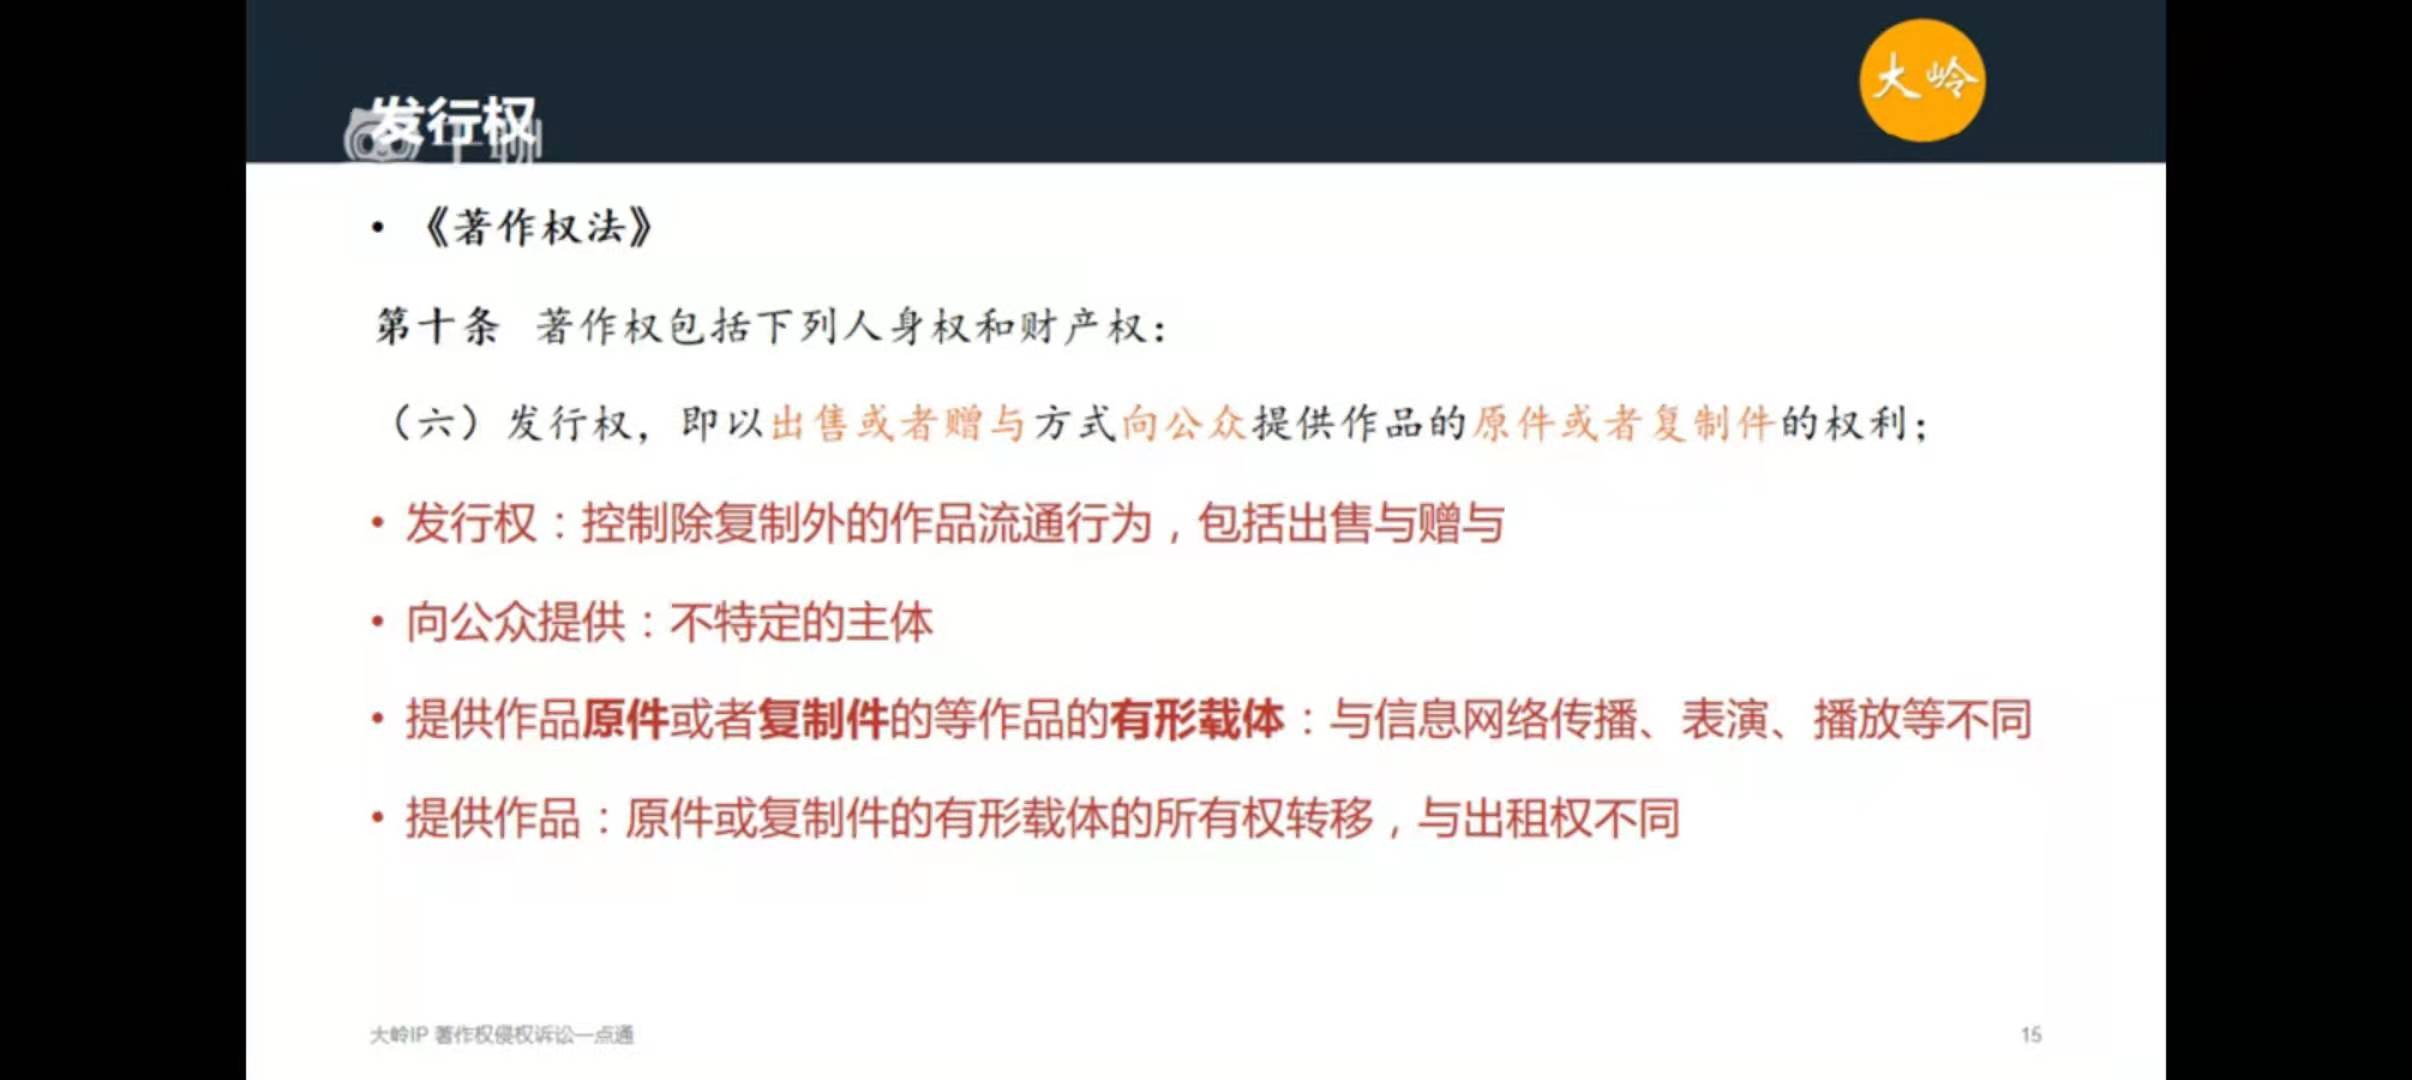 大岭
发行权
• 《著作权法》
第十条 著作权包括下列人身权和财产权：
（六）发行权，即以出售或者赠与方式向公众提供作品的原件或者复制件的权利；
• 发行权：控制除复制外的作品流通行为，包括出售与赠与
• 向公众提供：不特定的主体
• 提供作品原件或者复制件的等作品的有形载体：与信息网络传播、表演、播放等不同
• 提供作品：原件或复制件的有形载体的所有权转移，与出租权不同
大岭IP 著作权侵权诉讼一点通
15